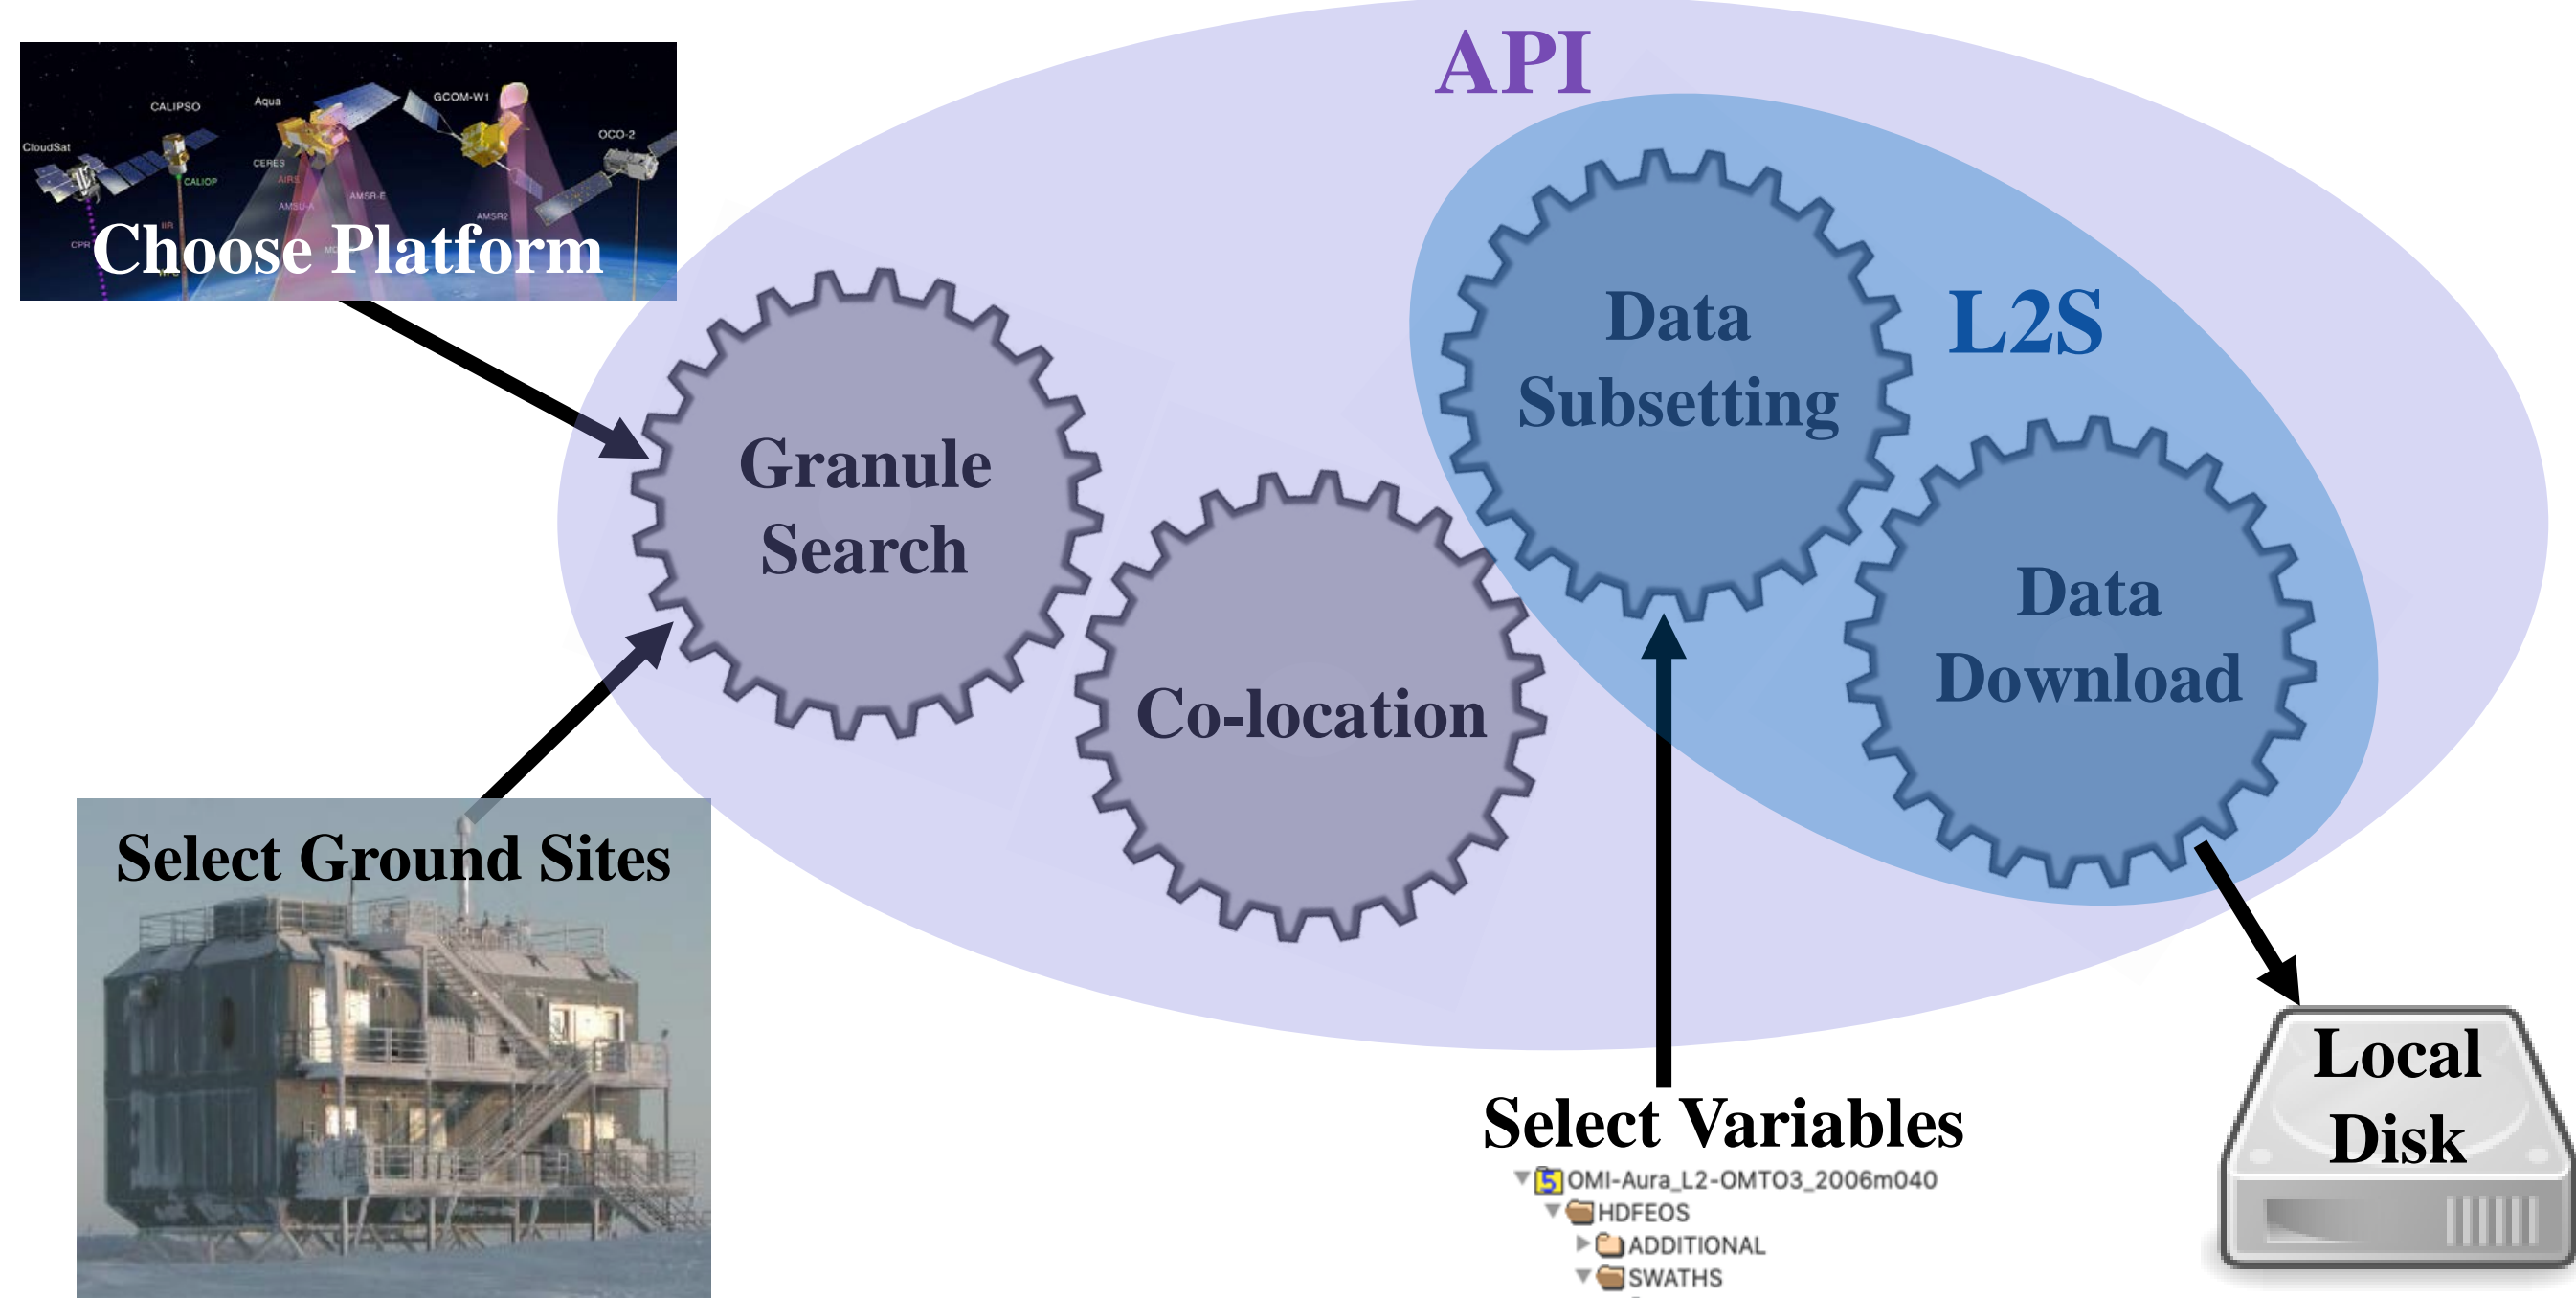 API
CALIPSO
Aqua
GCOM-W1
OCO-2
CloudSat
CERES
CALIOP
AIRS
AMSR-E
AMSU-A
AMSR2
IIR
CPR
Choose Platform
Data
Subsetting
L2S
Granule
Search
Data
Download
Co-location
Select Ground Sites
Local
Disk
Select Variables
5 OMI-Aura_L2-OMTO3_2006m040
HDFEOS
ADDITIONAL
SWATHS